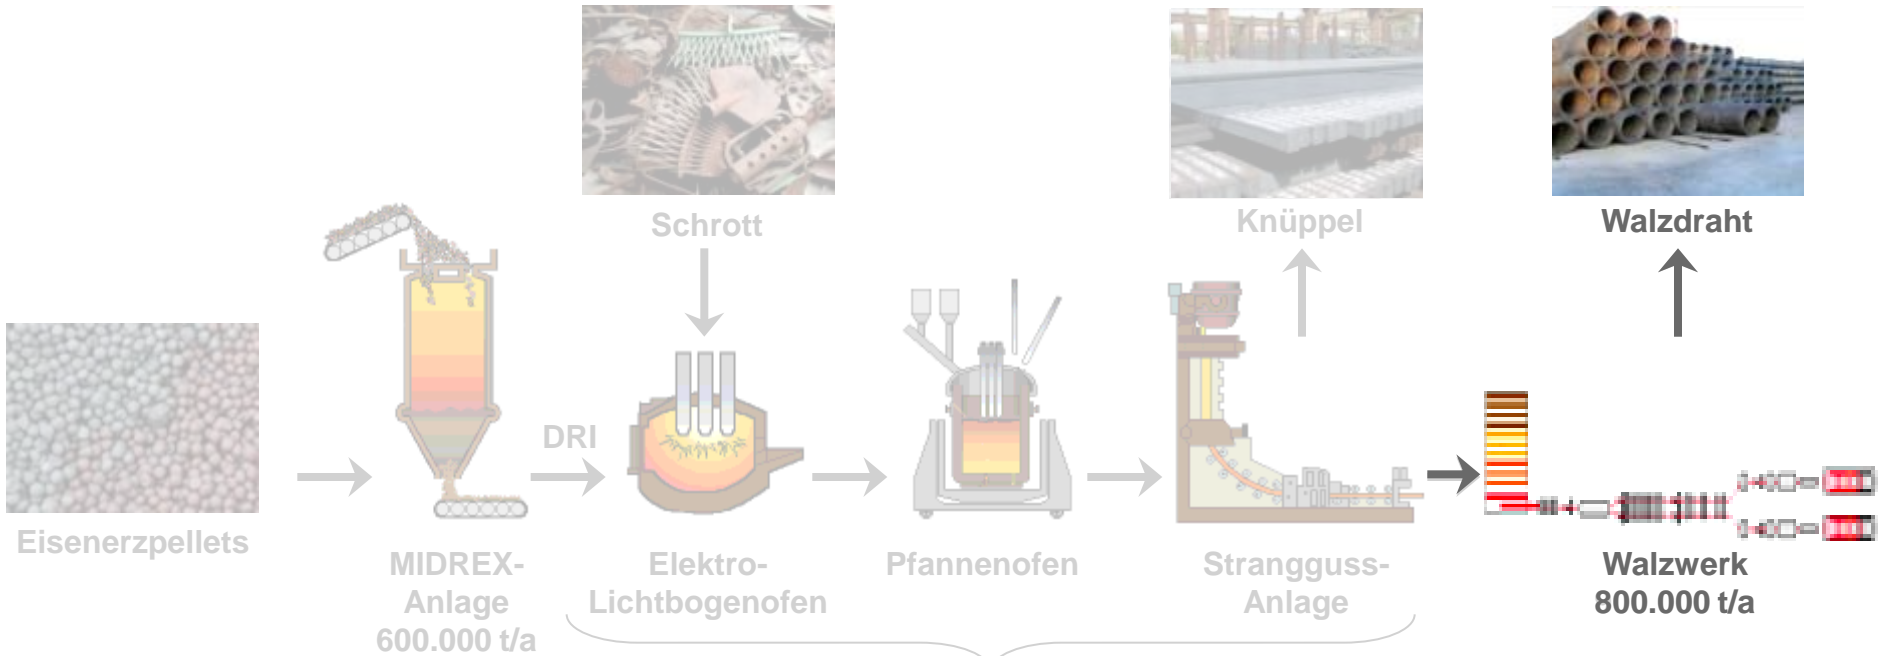 Schrott
Knüppel
Walzdraht
DRI
Eisenerzpellets
MIDREX-
Anlage
600.000 t/a
Elektro-
Lichtbogenofen
Pfannenofen
Strangguss-
Anlage
Walzwerk
800.000 t/a